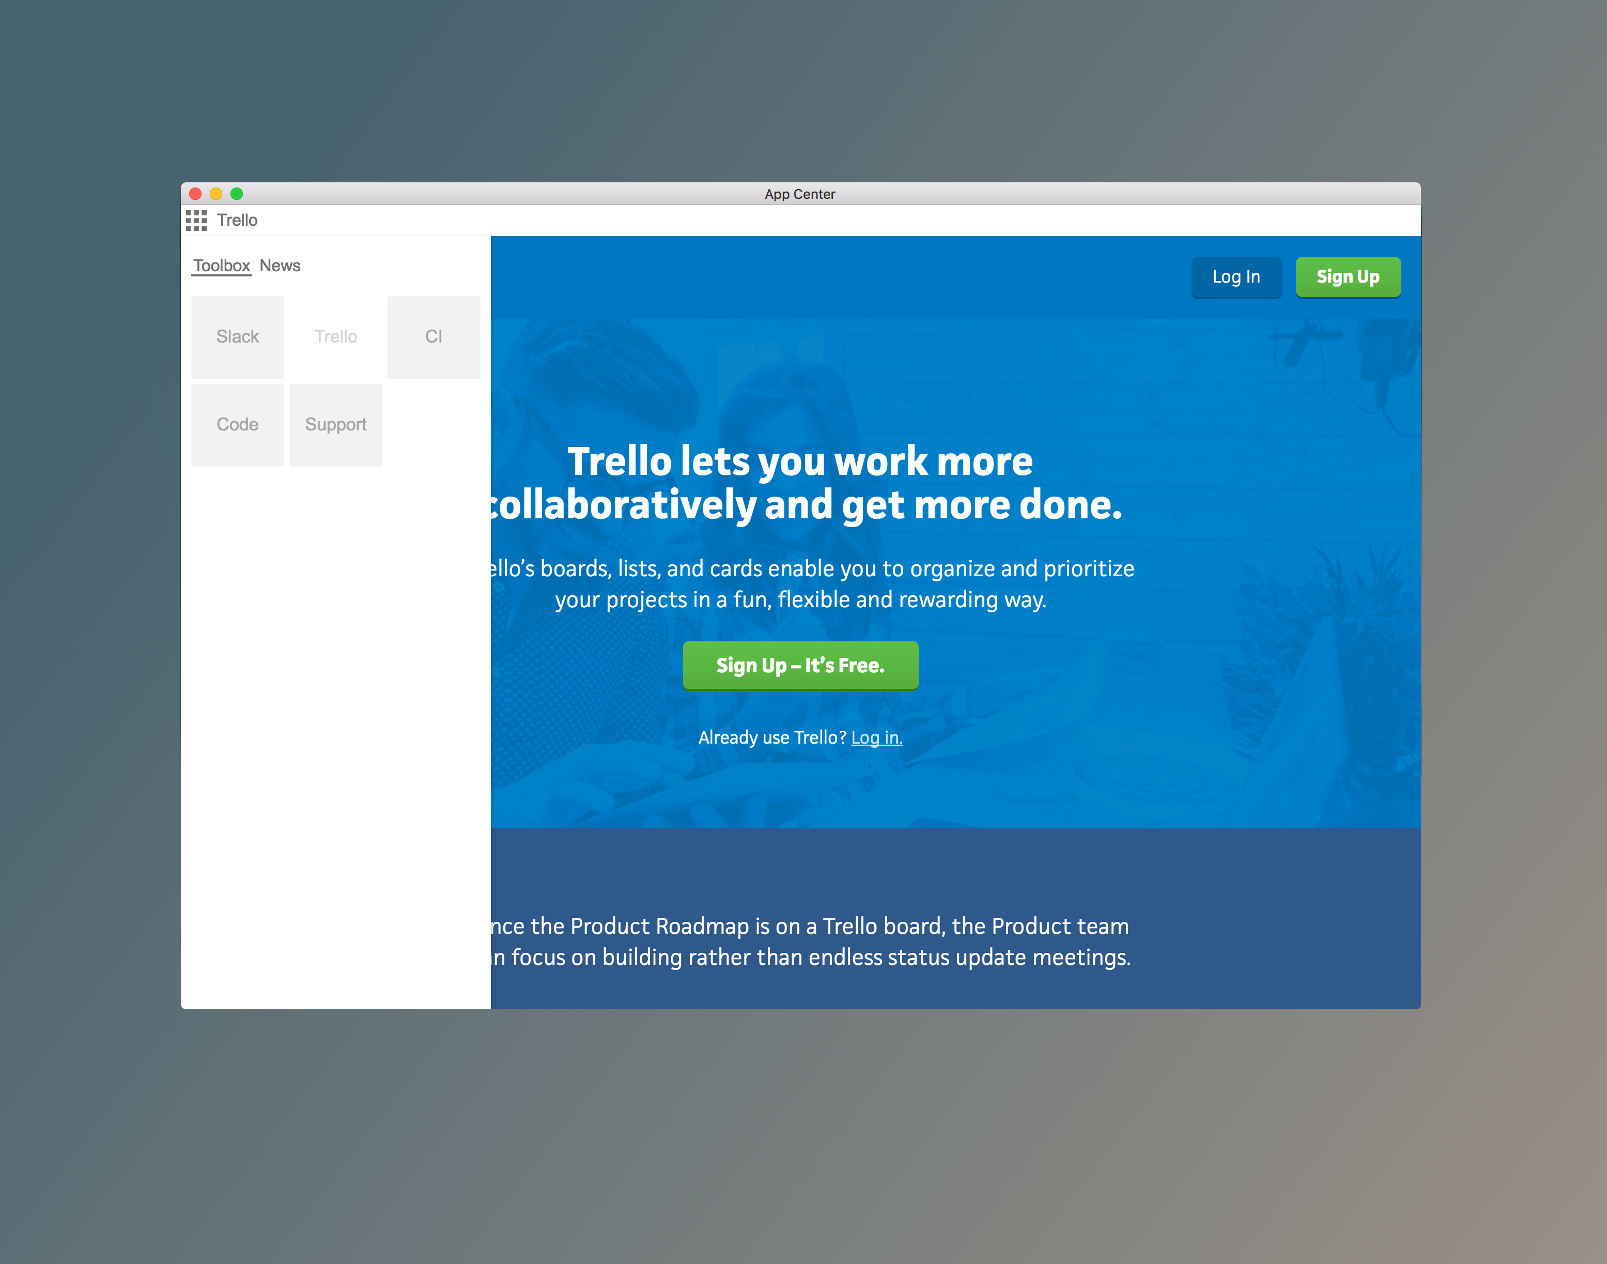 App Center
Trello
Toolbox News
Slack Trello CI
Code Support
Log In Sign Up
Trello lets you work more
collaboratively and get more done.
ello’s boards, lists, and cards enable you to organize and prioritize
your projects in a fun, flexible and rewarding way.
Sign Up – It’s Free.
Already use Trello? Log in.
nce the Product Roadmap is on a Trello board, the Product team
n focus on building rather than endless status update meetings.